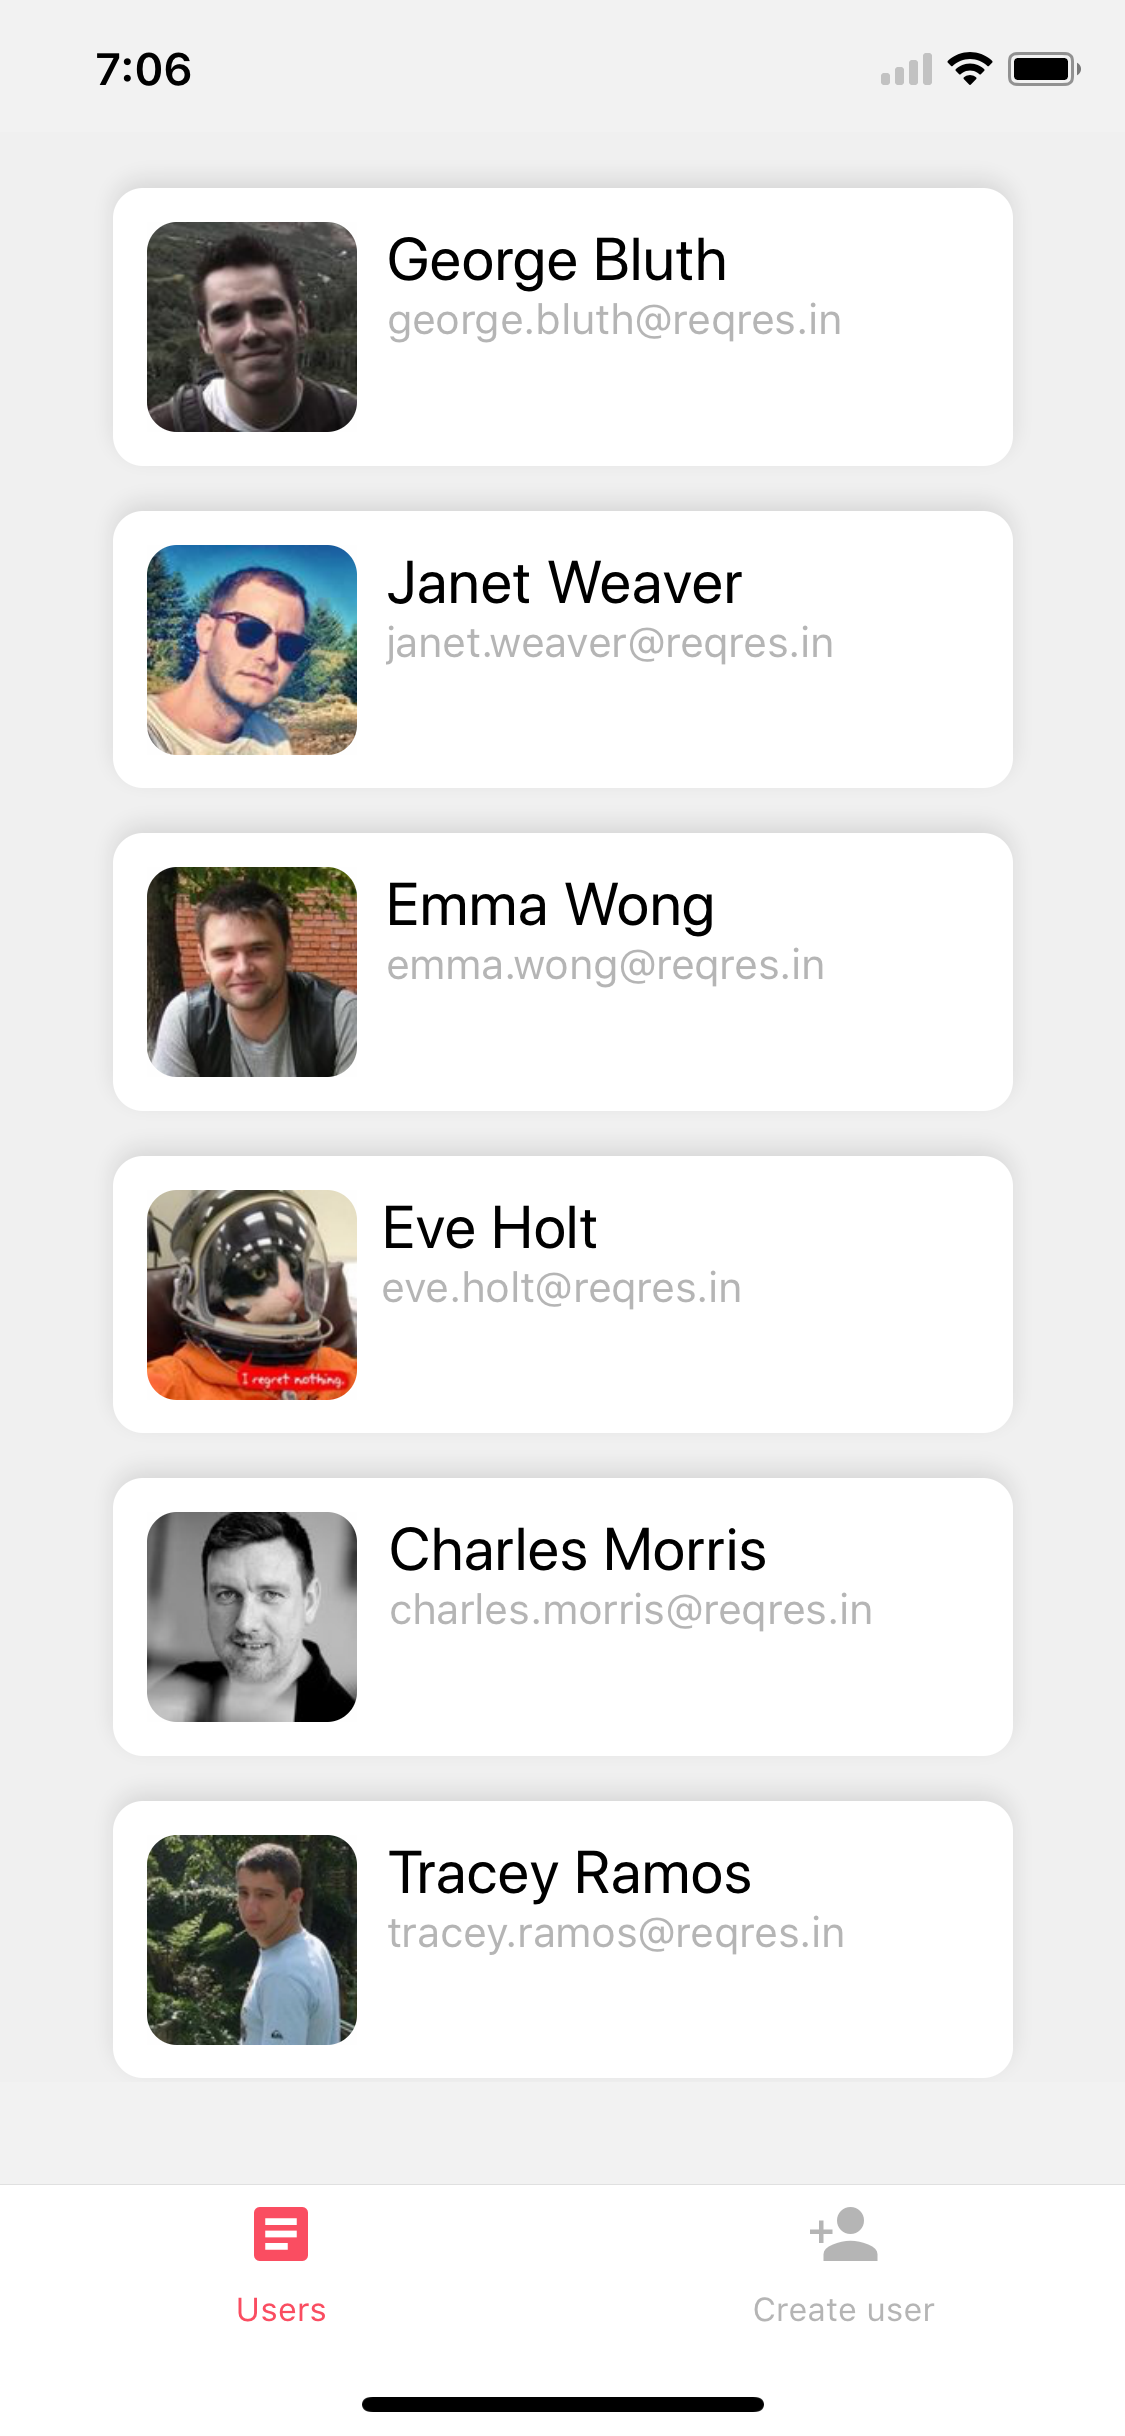 7:06
George Bluth
george.bluth@reqres.in
Janet Weaver
janet.weaver@reqres.in
Emma Wong
emma.wong@reqres.in
Eve Holt
eve.holt@reqres.in
I regret nothing.
Charles Morris
charles.morris@reqres.in
Tracey Ramos
tracey.ramos@reqres.in
Users
Create user